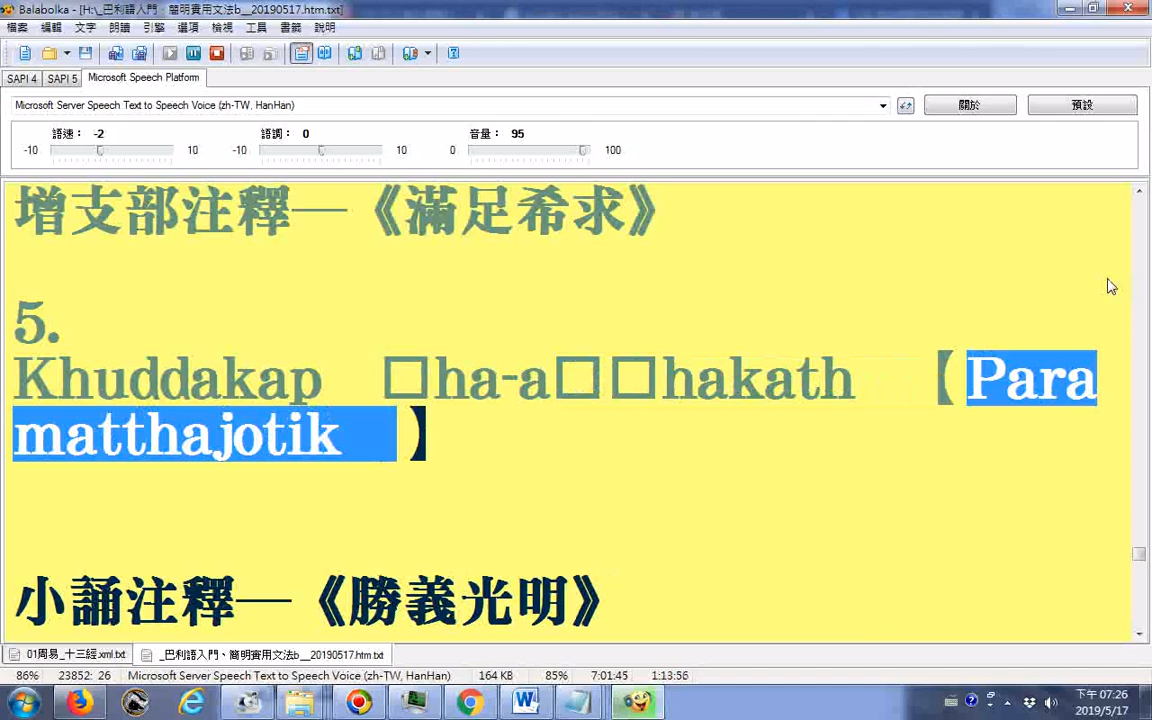 Balabolka - [H:\_巴利語入門、簡明實用文法b__20190517.htm.txt]
檔案 編輯 文字 朗讀 引擎 選項 檢視 工具 書籤 說明
SAPI 4 SAPI 5 Microsoft Speech Platform
Microsoft Server Speech Text to Speech Voice (zh-TW, HanHan) 關於 預設
語速： -2 語調： 0 音量： 95
-10 10 -10 10 0 100
增支部注釋─《滿足希求》
5.
Khuddakap □ha-a□□hakath 【Para
matthajotik 】
小誦注釋─《勝義光明》
01周易_十三經.xml.txt _巴利語入門、簡明實用文法b__20190517.htm.txt
86% 23852: 26 Microsoft Server Speech Text to Speech Voice (zh-TW, HanHan) 164 KB 85% 7:01:45 1:13:56
下午 07:26
2019/5/17